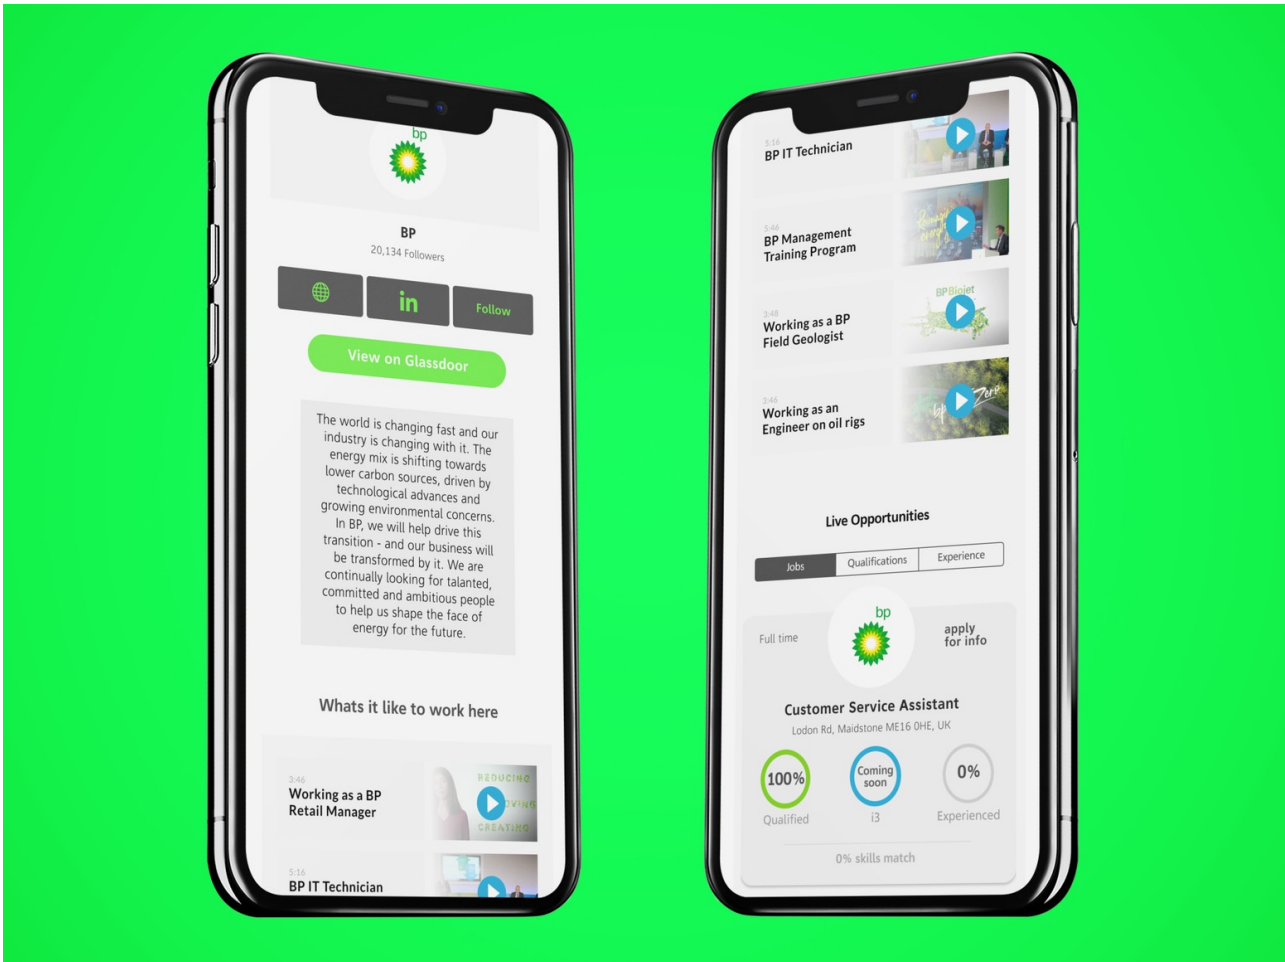 bp
BP
20,134 Followers
in
Follow
View on Glassdoor
The world is changing fast and our
industry is changing with it. The
energy mix is shifting towards
lower carbon sources, driven by
technological advances and
growing environmental concerns.
In BP, we will help drive this
transition - and our business will
be transformed by it. We are
continually looking for talanted,
committed and ambitious people
to help us shape the face of
energy for the future.
Whats it like to work here
3:46
Working as a BP
Retail Manager
REDUCING
CREATING
5:16
BP IT Technician
5:16
BP IT Technician
5:46
BP Management
Training Program
3:48
Working as a BP
Field Geologist
BPBiojet
3:46
Working as an
Engineer on oil rigs
bp
Zero
Live Opportunities
Jobs
Qualifications
Experience
Full time
bp
apply
for info
Customer Service Assistant
Lodon Rd, Maidstone ME16 0HE, UK
100%
Qualified
Coming
soon
i3
0%
Experienced
0% skills match